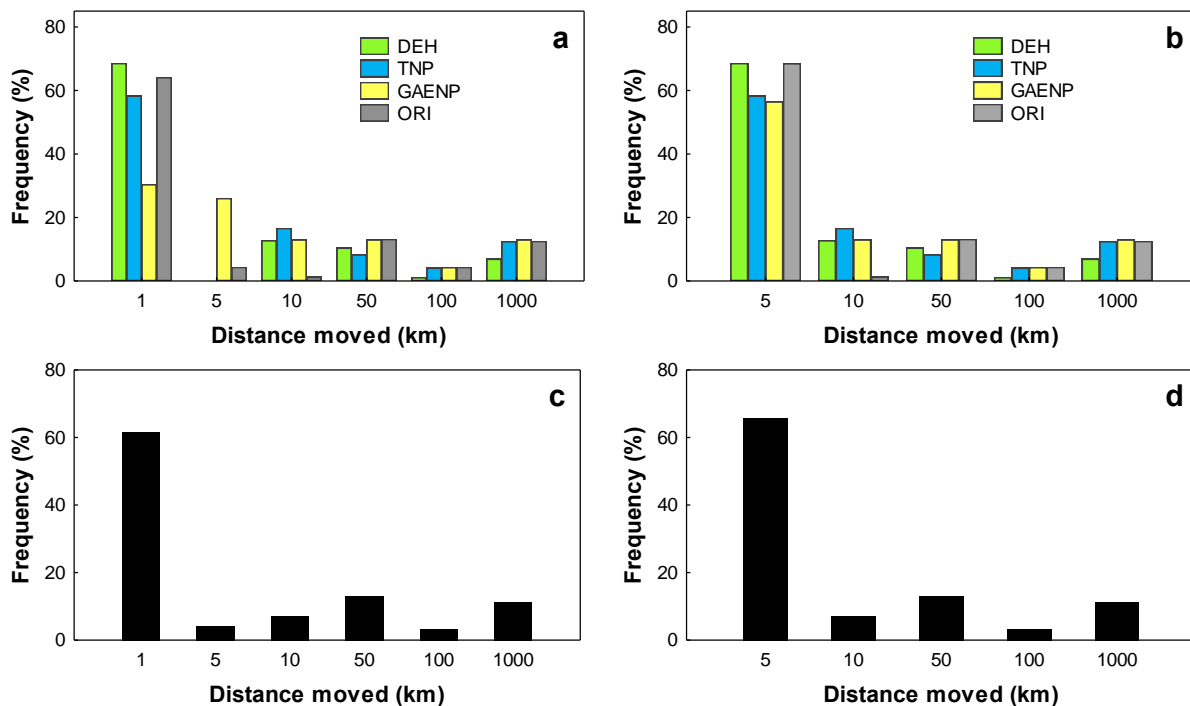 a
80
60
40
20
0
Frequency (%)
DEH
TNP
GAENP
ORI
1 5 10 50 100 1000
Distance moved (km)
b
80
60
40
20
0
Frequency (%)
DEH
TNP
GAENP
ORI
5 10 50 100 1000
Distance moved (km)
c
80
60
40
20
0
Frequency (%)
1 5 10 50 100 1000
Distance moved (km)
d
80
60
40
20
0
Frequency (%)
5 10 50 100 1000
Distance moved (km)